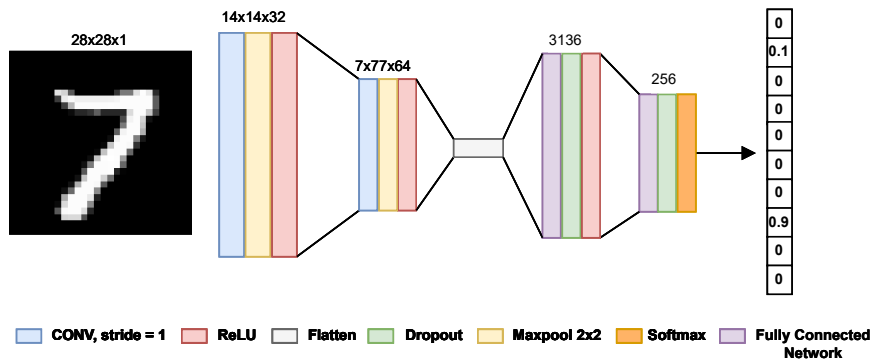 14x14x32
28x28x1
7x77x64
3136
256
0
0.1
0
0
0
0
0
0.9
0
0
CONV, stride = 1
ReLU
Flatten
Dropout
Maxpool 2x2
Softmax
Fully Connected
Network